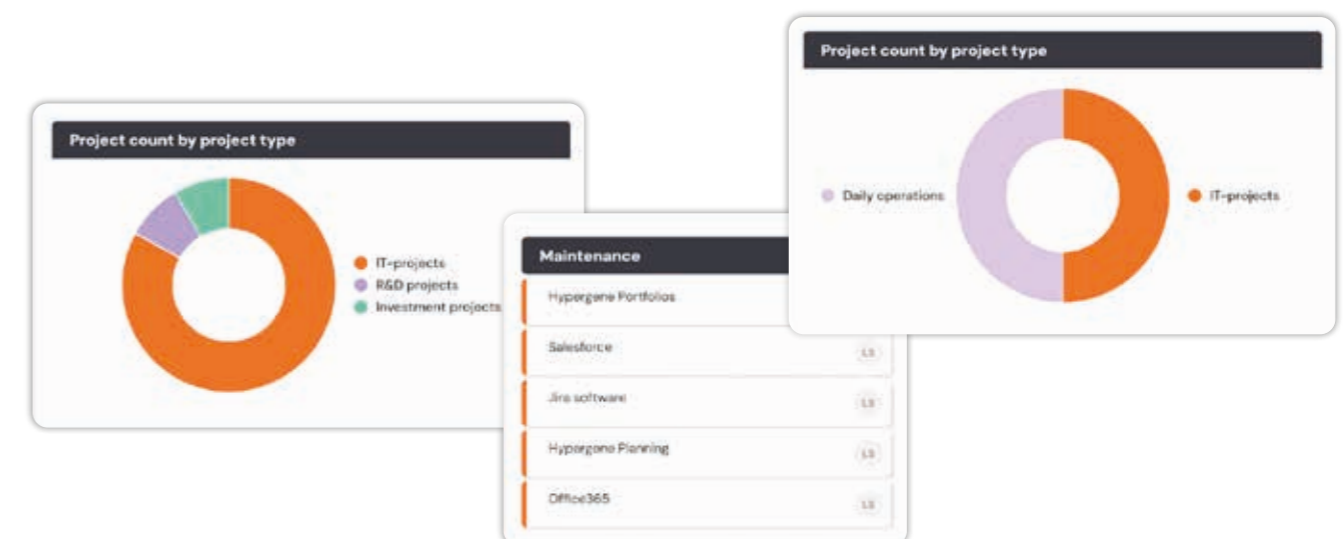 Project count by project type
IT-projects
R&D projects
Investment projects
Maintenance
Hypergene Portfolios
Salesforce
Jira software
Hypergene Planning
Office365
Project count by project type
Daily operations
IT-projects